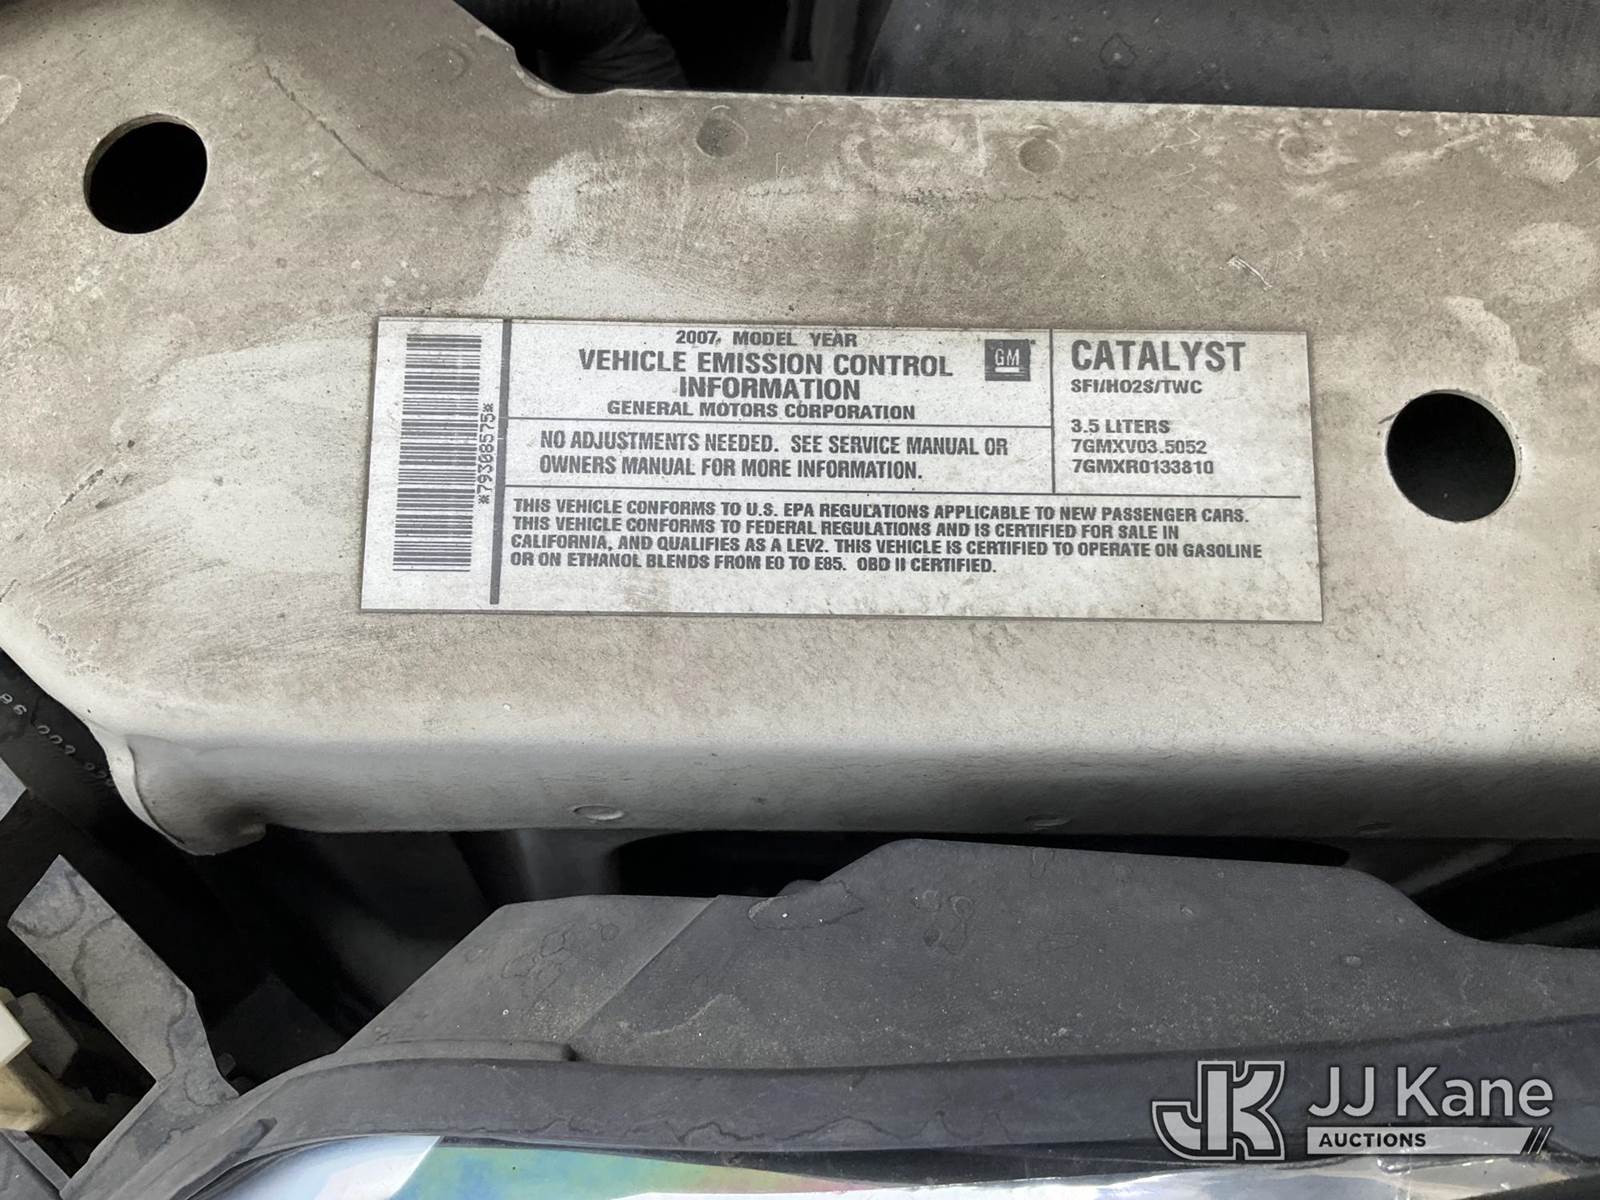 2007 MODEL YEAR
VEHICLE EMISSION CONTROL
INFORMATION
GENERAL MOTORS CORPORATION
GM
CATALYST
SFI/HO2S/TWC
3.5 LITERS
7GMXV03.5052
7GMXR0133810
NO ADJUSTMENTS NEEDED. SEE SERVICE MANUAL OR
OWNERS MANUAL FOR MORE INFORMATION.
THIS VEHICLE CONFORMS TO U.S. EPA REGULATIONS APPLICABLE TO NEW PASSENGER CARS.
THIS VEHICLE CONFORMS TO FEDERAL REGULATIONS AND IS CERTIFIED FOR SALE IN
CALIFORNIA, AND QUALIFIES AS A LEV2. THIS VEHICLE IS CERTIFIED TO OPERATE ON GASOLINE
OR ON ETHANOL BLENDS FROM E0 TO E85. OBD II CERTIFIED.
*79308575*
JK JJ Kane
AUCTIONS